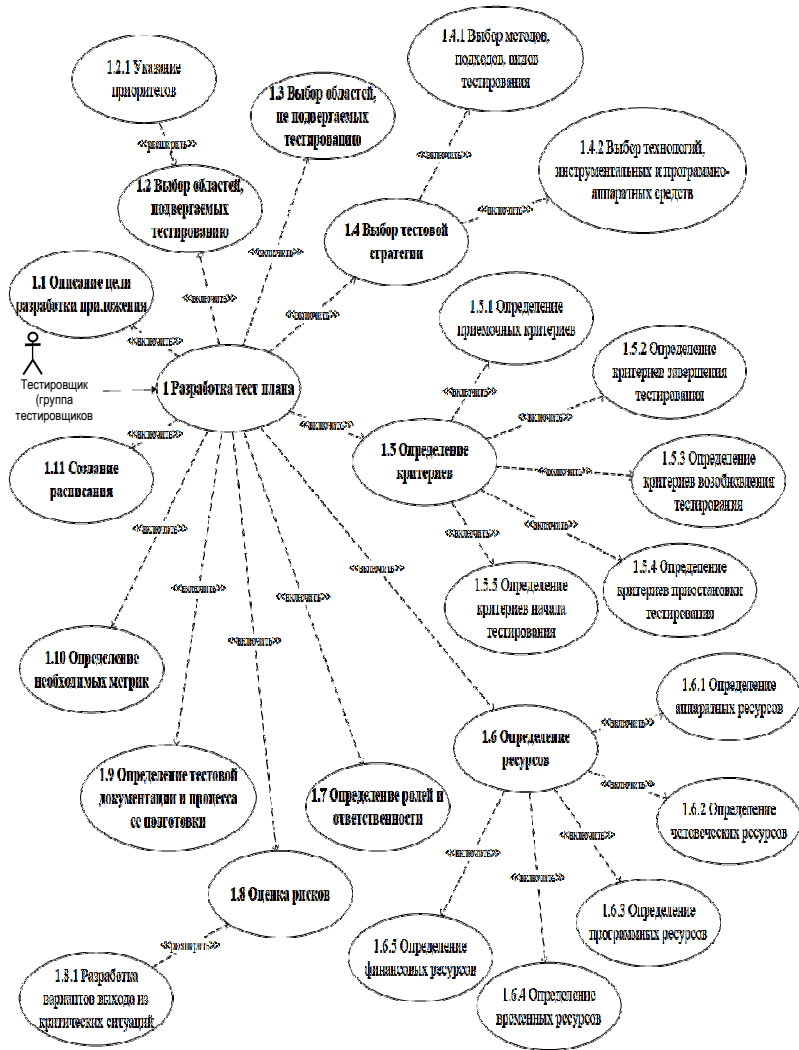 1.4.1 Выбор методов,
подходов, видов
тестирования
1.2.1 Указание
приоритетов
1.3 Выбор областей,
не подвергаемых
тестированию
«расширять»
«включить»
1.4.2 Выбор технологий,
инструментальных и программно-
аппаратных средств
1.2 Выбор областей,
подвергаемых
тестированию
«включить»
1.4 Выбор тестовой
стратегии
«включить»
1.1 Описание цели
разработки приложения
«включить»
«включить»
«включить»
1.5.1 Определение
приемочных критериев
Тестировщик
(группа
тестировщиков
1 Разработка тест плана
1.5.2 Определение
критериев завершения
тестирования
«включить»
«включить»
«включить»
«включить»
1.5 Определение
критериев
1.11 Создание
расписания
«включить»
1.5.3 Определение
критериев возобновления
тестирования
«включить»
«включить»
«включить»
1.5.4 Определение
критериев приостановки
тестирования
1.5.5 Определение
критериев начала
тестирования
«включить»
«включить»
«включить»
«включить»
1.10 Определение
необходимых метрик
1.6.1 Определение
аппаратных ресурсов
1.6 Определение
ресурсов
«включить»
1.9 Определение тестовой
документации и процесса
ее подготовки
1.7 Определение ролей и
ответственности
«включить»
1.6.2 Определение
человеческих ресурсов
«включить»
«включить»
«включить»
1.8 Оценка рисков
1.6.3 Определение
программных ресурсов
«расширять»
1.6.5 Определение
финансовых ресурсов
1.8.1 Разработка
вариантов выхода из
критических ситуаций
1.6.4 Определение
временных ресурсов